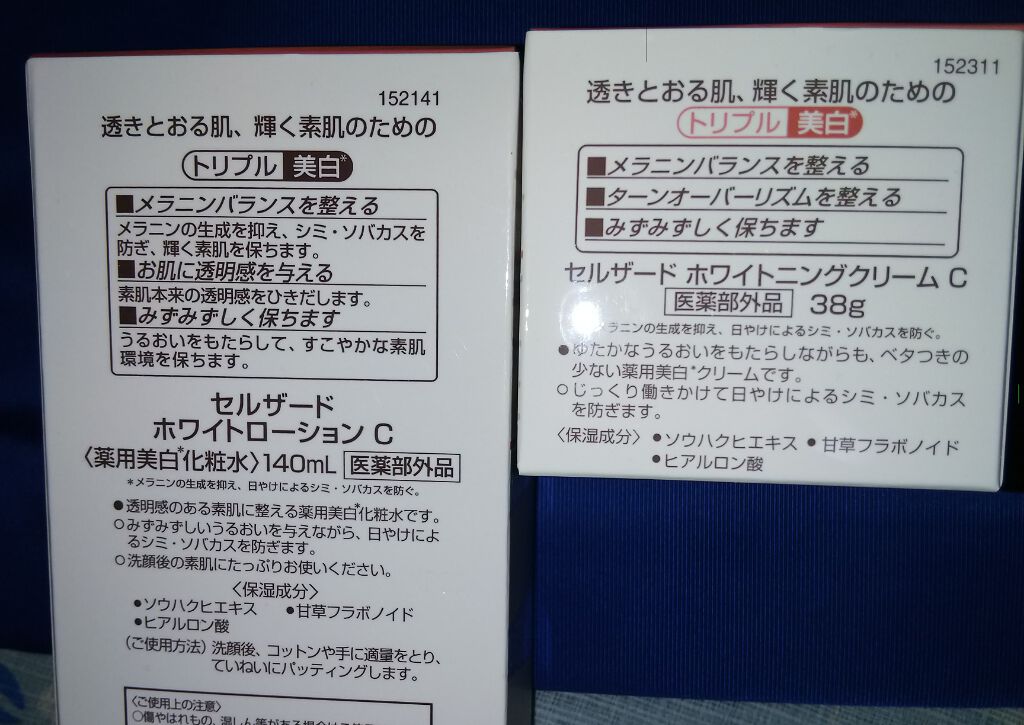 152141
透きとおる肌、輝く素肌のための
トリプル 美白*
■メラニンバランスを整える
メラニンの生成を抑え、シミ・ソバカスを
防ぎ、輝く素肌を保ちます。
■お肌に透明感を与える
素肌本来の透明感をひきだします。
■みずみずしく保ちます
うるおいをもたらして、すこやかな素肌
環境を保ちます。
セルザード
ホワイトローション C
〈薬用美白*化粧水〉140mL 医薬部外品
*メラニンの生成を抑え、日やけによるシミ・ソバカスを防ぐ。
●透明感のある素肌に整える薬用美白*化粧水です。
○みずみずしいうるおいを与えながら、日やけによ
るシミ・ソバカスを防ぎます。
○洗顔後の素肌にたっぷりお使いください。
〈保湿成分〉
●ソウハクヒエキス ●甘草フラボノイド
●ヒアルロン酸
(ご使用方法) 洗顔後、コットンや手に適量をとり、
ていねいにパッティングします。
〈ご使用上の注意〉
○傷やはれもの、湿しん等がある
152311
透きとおる肌、輝く素肌のための
トリプル 美白*
■メラニンバランスを整える
■ターンオーバーリズムを整える
■みずみずしく保ちます
セルザード ホワイトニングクリーム C
医薬部外品 38g
ラニンの生成を抑え、日やけによるシミ・ソバカスを防ぐ。
●ゆたかなうるおいをもたらしながらも、ベタつきの
少ない薬用美白*クリームです。
○じっくり働きかけて日やけによるシミ・ソバカス
を防ぎます。
〈保湿成分〉 ●ソウハクヒエキス ●甘草フラボノイド
●ヒアルロン酸